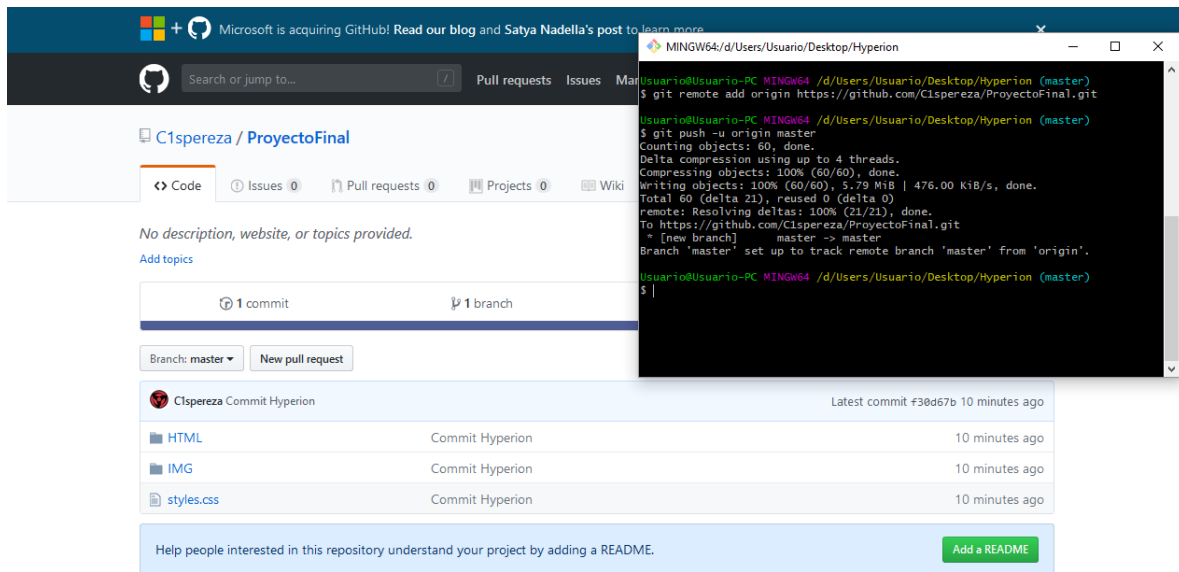 + Microsoft is acquiring GitHub! Read our blog and Satya Nadella's post to learn more
Search or jump to... /
Pull requests Issues Mar
C1spereza / ProyectoFinal
<> Code Issues 0 Pull requests 0 Projects 0 Wiki
No description, website, or topics provided.
Add topics
1 commit 1 branch
Branch: master New pull request
C1spereza Commit Hyperion Latest commit f30d67b 10 minutes ago
HTML Commit Hyperion 10 minutes ago
IMG Commit Hyperion 10 minutes ago
styles.css Commit Hyperion 10 minutes ago
Help people interested in this repository understand your project by adding a README. Add a README
MINGW64:/d/Users/Usuario/Desktop/Hyperion
Usuario@Usuario-PC MINGW64 /d/Users/Usuario/Desktop/Hyperion (master)
$ git remote add origin https://github.com/C1spereza/ProyectoFinal.git
Usuario@Usuario-PC MINGW64 /d/Users/Usuario/Desktop/Hyperion (master)
$ git push -u origin master
Counting objects: 60, done.
Delta compression using up to 4 threads.
Compressing objects: 100% (60/60), done.
Writing objects: 100% (60/60), 5.79 MiB | 476.00 KiB/s, done.
Total 60 (delta 21), reused 0 (delta 0)
remote: Resolving deltas: 100% (21/21), done.
To https://github.com/C1spereza/ProyectoFinal.git
* [new branch] master -> master
Branch 'master' set up to track remote branch 'master' from 'origin'.
Usuario@Usuario-PC MINGW64 /d/Users/Usuario/Desktop/Hyperion (master)
$